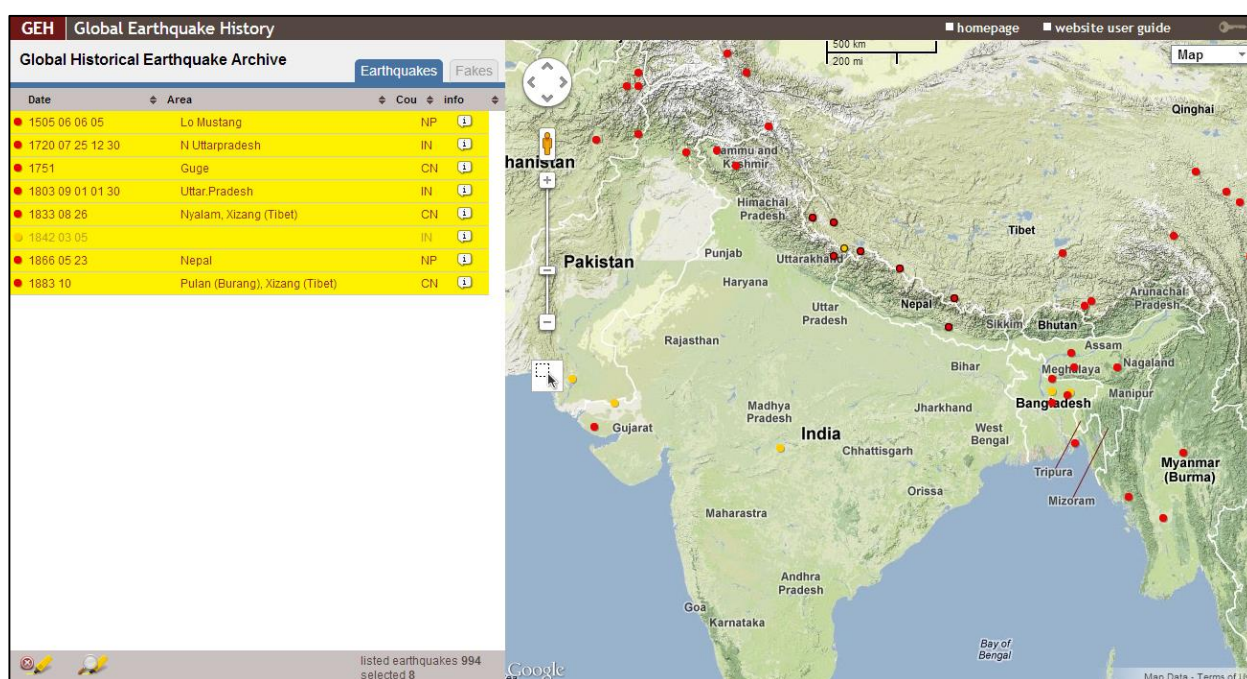 GEH Global Earthquake History
homepage website user guide
Global Historical Earthquake Archive
Earthquakes Fakes
Date Area Cou info
1505 06 06 05 Lo Mustang NP i
1720 07 25 12 30 N Uttarpradesh IN i
1751 Guge CN i
1803 09 01 01 30 Uttar.Pradesh IN i
1833 08 26 Nyalam, Xizang (Tibet) CN i
1842 03 05 IN i
1866 05 23 Nepal NP i
1883 10 Pulan (Burang), Xizang (Tibet) CN i
listed earthquakes 994
selected 8
500 km
200 mi
Map
Qinghai
hanistan
Jammu and
Kashmir
Himachal
Pradesh
Tibet
Punjab
Uttarakhand
Pakistan
Haryana
Arunachal
Pradesh
Uttar
Pradesh
Nepal
Sikkim
Bhutan
Rajasthan
Assam
Bihar
Meghalaya
Nagaland
Manipur
Bangladesh
Madhya
Pradesh
Jharkhand
Gujarat
India
West
Bengal
Chhattisgarh
Tripura
Myanmar
(Burma)
Orissa
Mizoram
Maharastra
Andhra
Pradesh
Goa
Karnataka
Bay of
Bengal
Google
Map Data - Terms of Us